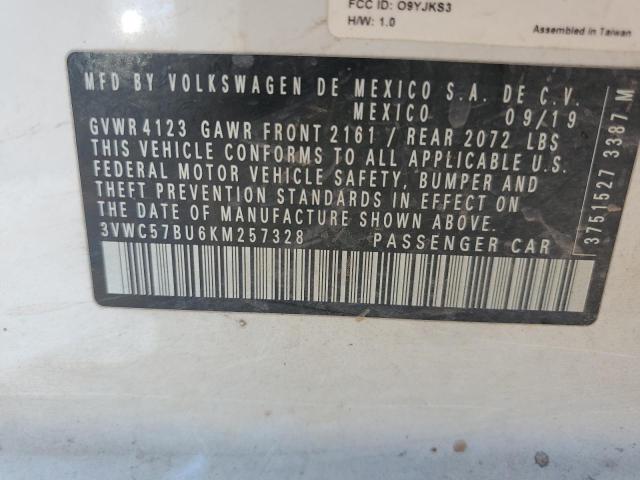 FCC ID: O9YJKS3
H/W: 1.0
Assembled in Taiwan
MFD BY VOLKSWAGEN DE MEXICO S.A. DE C.V.
MEXICO 09/19
GVWR 4123 GAWR FRONT 2161 / REAR 2072 LBS
THIS VEHICLE CONFORMS TO ALL APPLICABLE U.S.
FEDERAL MOTOR VEHICLE SAFETY, BUMPER AND
THEFT PREVENTION STANDARDS IN EFFECT ON
THE DATE OF MANUFACTURE SHOWN ABOVE.
3VWC57BU6KM257328 PASSENGER CAR
3751527 3387 M